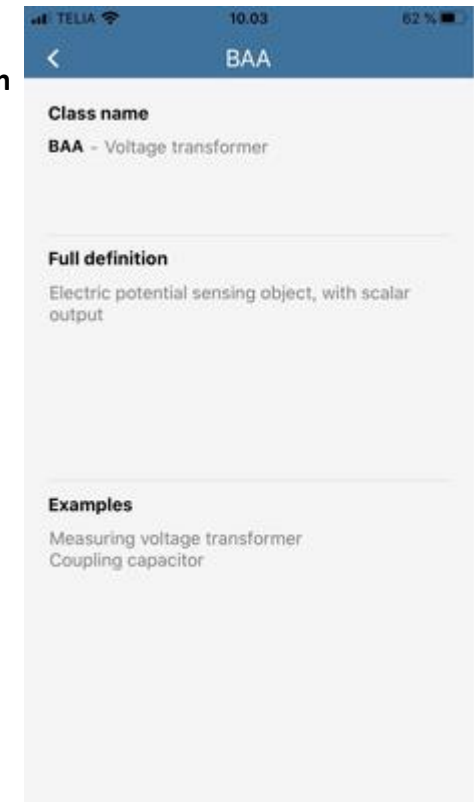 TELIA 10.03 62 %
BAA
n
Class name
BAA - Voltage transformer
Full definition
Electric potential sensing object, with scalar
output
Examples
Measuring voltage transformer
Coupling capacitor